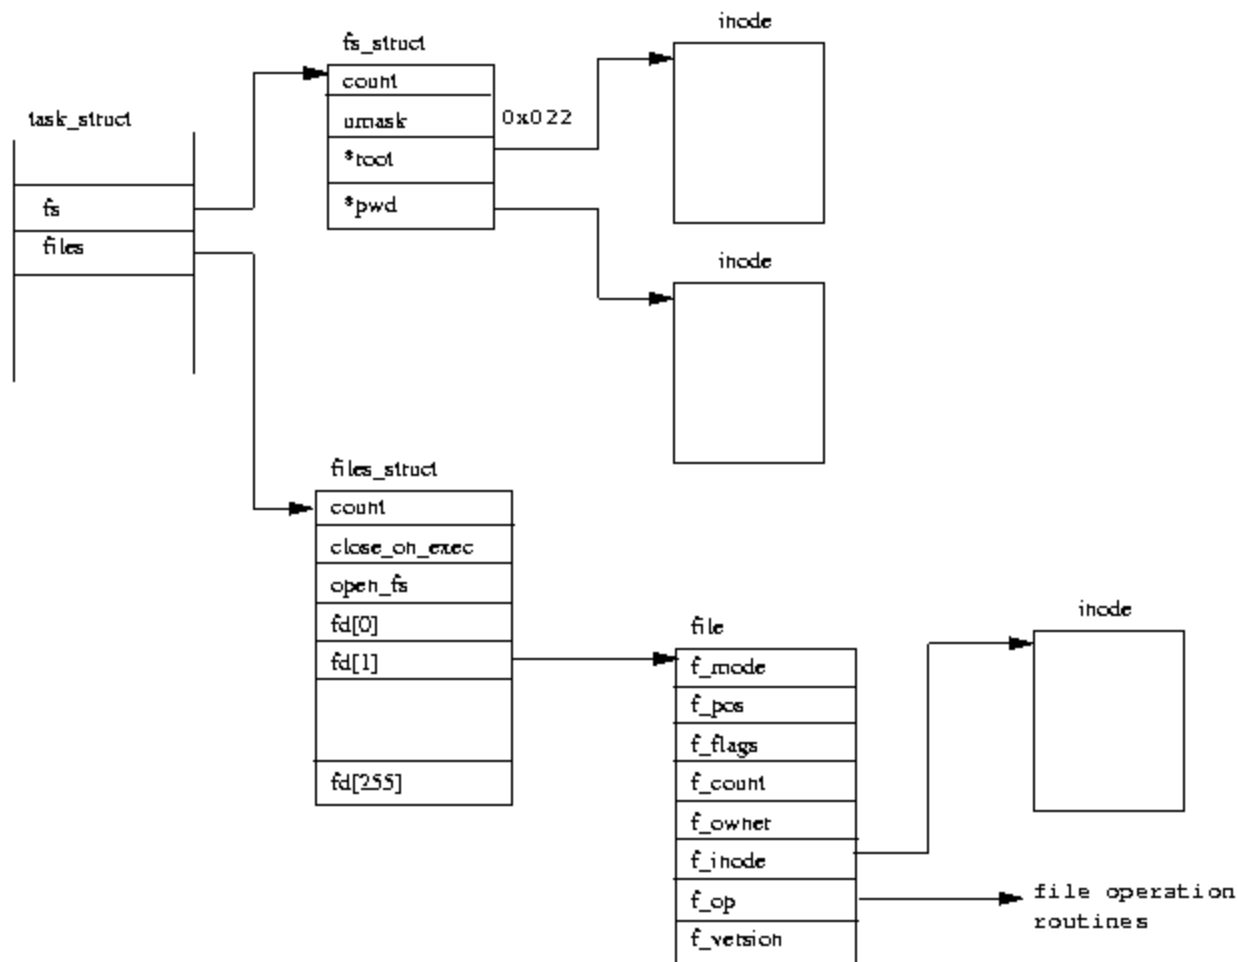 inode
fs_struct
count
umask
0x022
*root
*pwd
task_struct
fs
files
inode
files_struct
count
close_on_exec
open_fs
fd[0]
fd[1]
fd[255]
file
f_mode
f_pos
f_flags
f_count
f_owner
f_inode
f_op
f_version
inode
file operation
routines